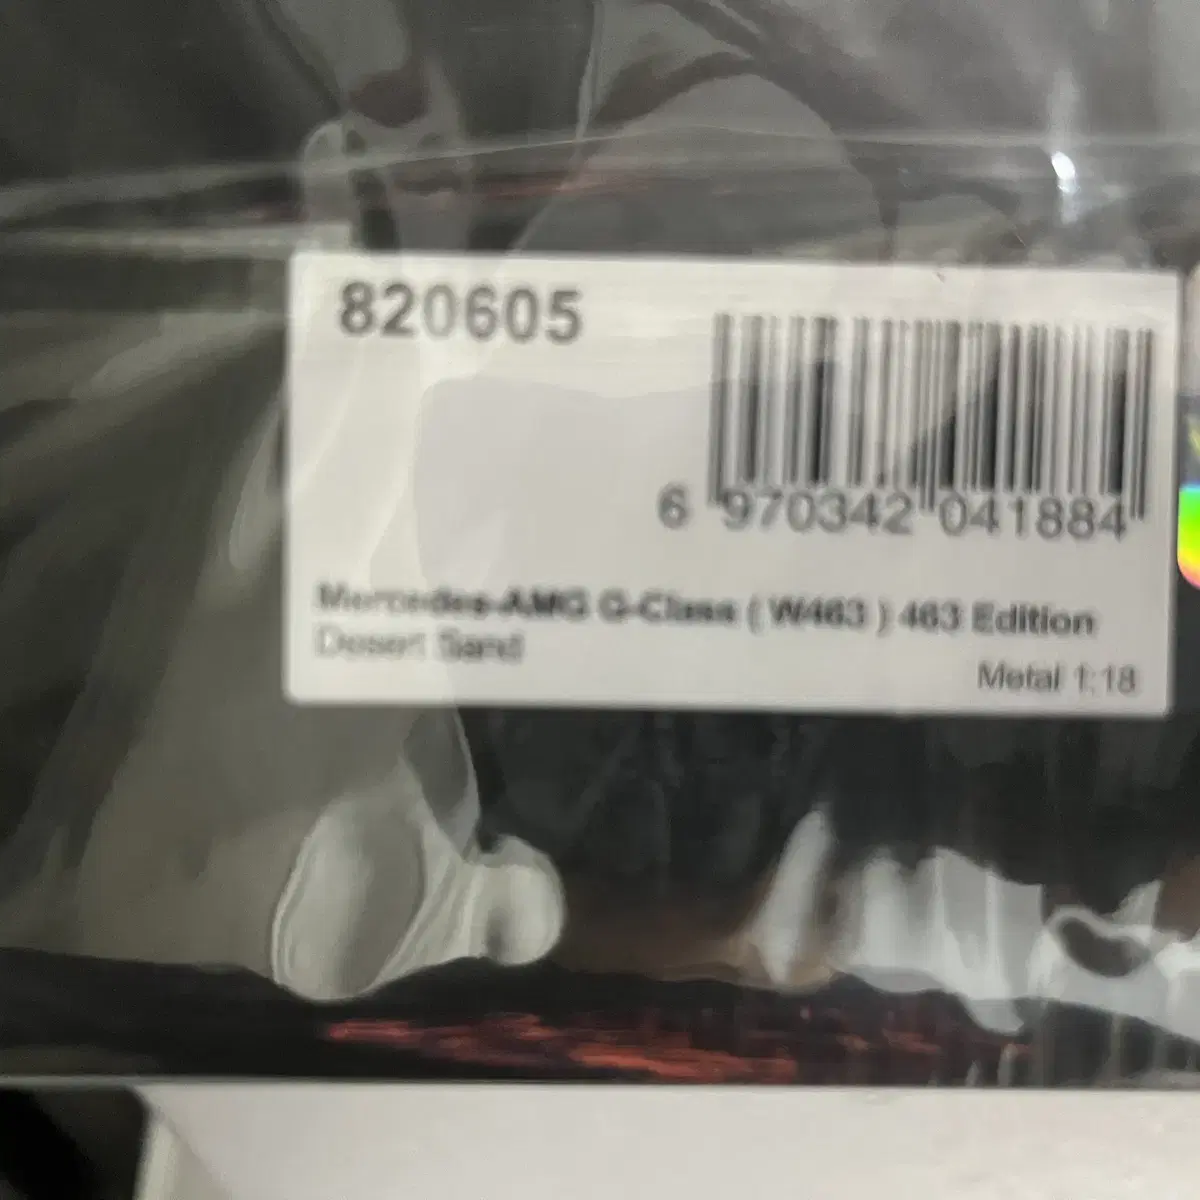 820605
6 970342 041884
Mercedes-AMG G-Class ( W463 ) 463 Edition
Desert Sand
Metal 1:18